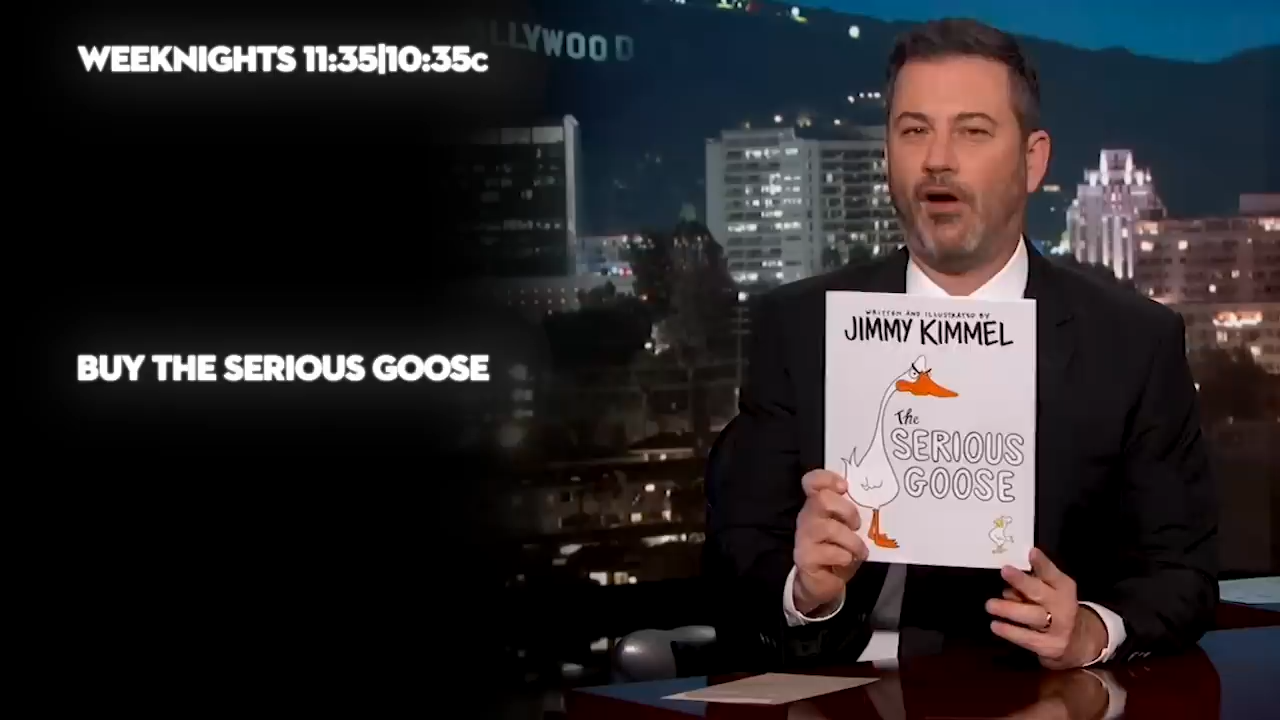 WEEKNIGHTS 11:35|10:35c
LLYWOOD
BUY THE SERIOUS GOOSE
WRITTEN AND ILLUSTRATED BY
JIMMY KIMMEL
The
SERIOUS
GOOSE